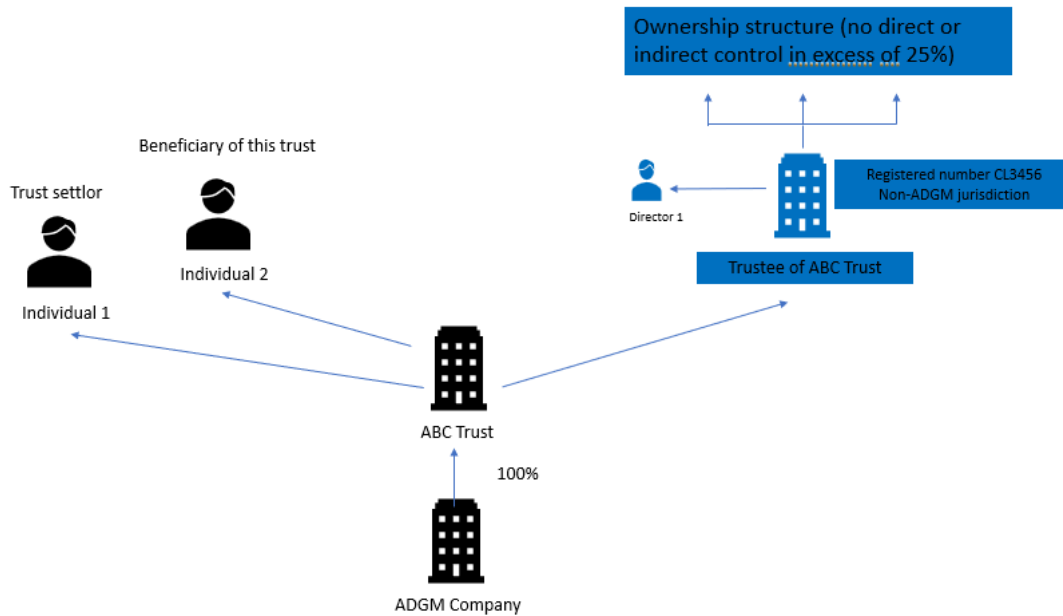 Ownership structure (no direct or
indirect control in excess of 25%)
Beneficiary of this trust
Trust settlor
Registered number CL3456
Non-ADGM jurisdiction
Director 1
Individual 2
Trustee of ABC Trust
Individual 1
ABC Trust
100%
ADGM Company